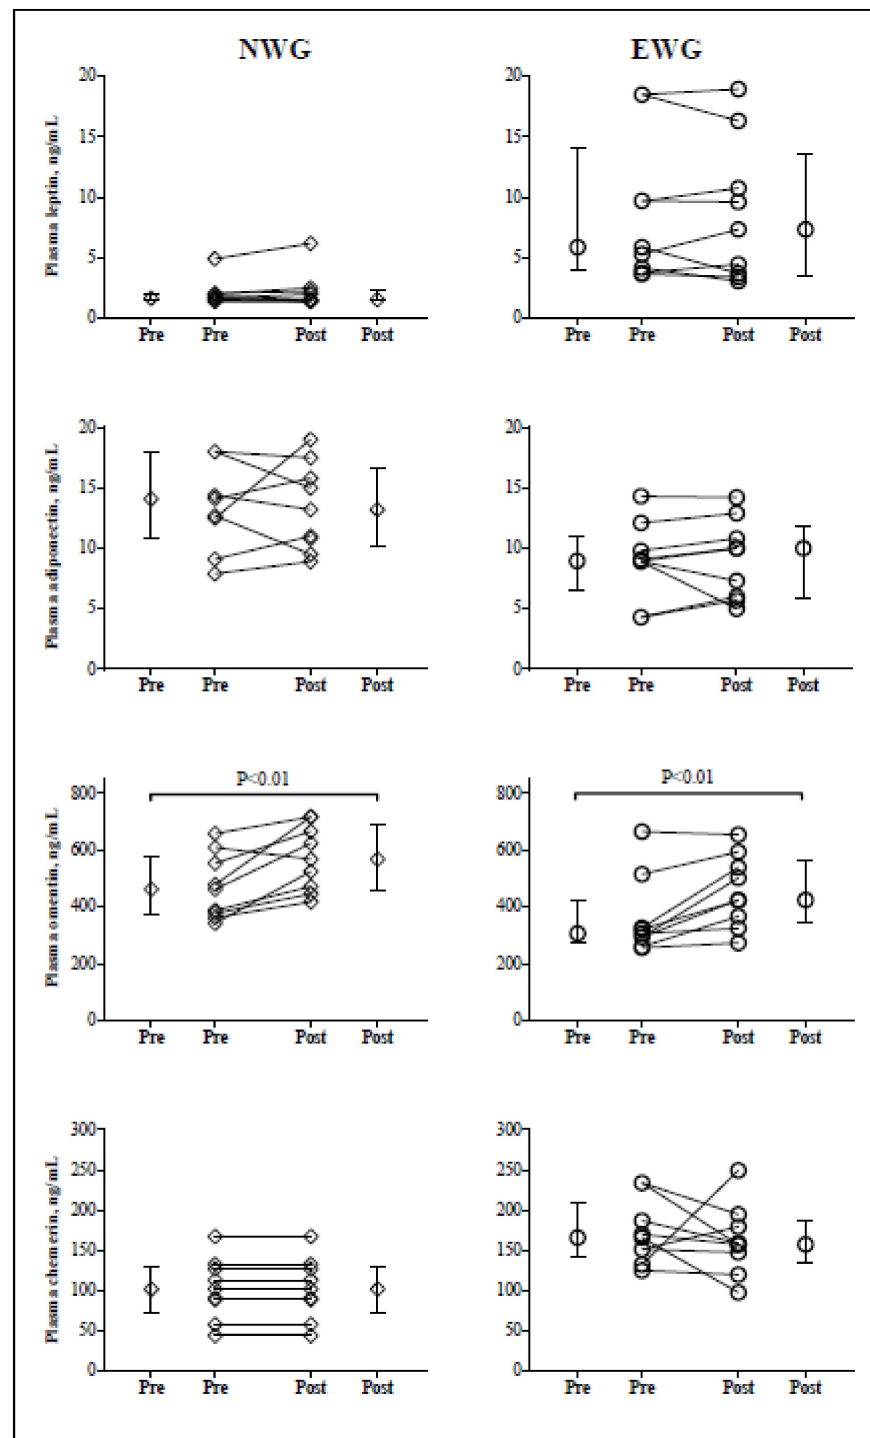 NWG EWG
Plasma leptin, ng/mL
20 20
15 15
10 10
5 5
0 0
Pre Pre Post Post Pre Pre Post Post
Plasma adiponectin, ng/mL
20 20
15 15
10 10
5 5
0 0
Pre Pre Post Post Pre Pre Post Post
Plasma omentin, ng/mL
P<0.01 P<0.01
800 800
600 600
400 400
200 200
0 0
Pre Pre Post Post Pre Pre Post Post
Plasma chemerin, ng/mL
300 300
250 250
200 200
150 150
100 100
50 50
0 0
Pre Pre Post Post Pre Pre Post Post